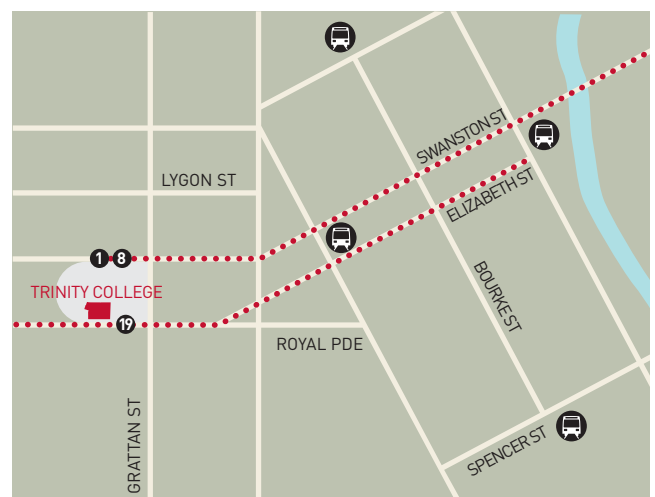 SWANSTON ST
LYGON ST
ELIZABETH ST
1 8
TRINITY COLLEGE
19
BOURKE ST
ROYAL PDE
GRATTAN ST
SPENCER ST